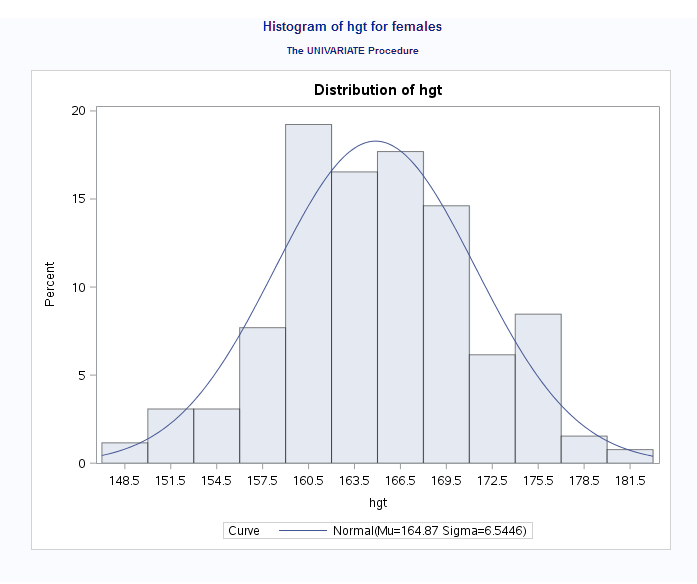 Histogram of hgt for females
The UNIVARIATE Procedure
Distribution of hgt
20
15
10
5
0
Percent
148.5 151.5 154.5 157.5 160.5 163.5 166.5 169.5 172.5 175.5 178.5 181.5
hgt
Curve Normal(Mu=164.87 Sigma=6.5446)